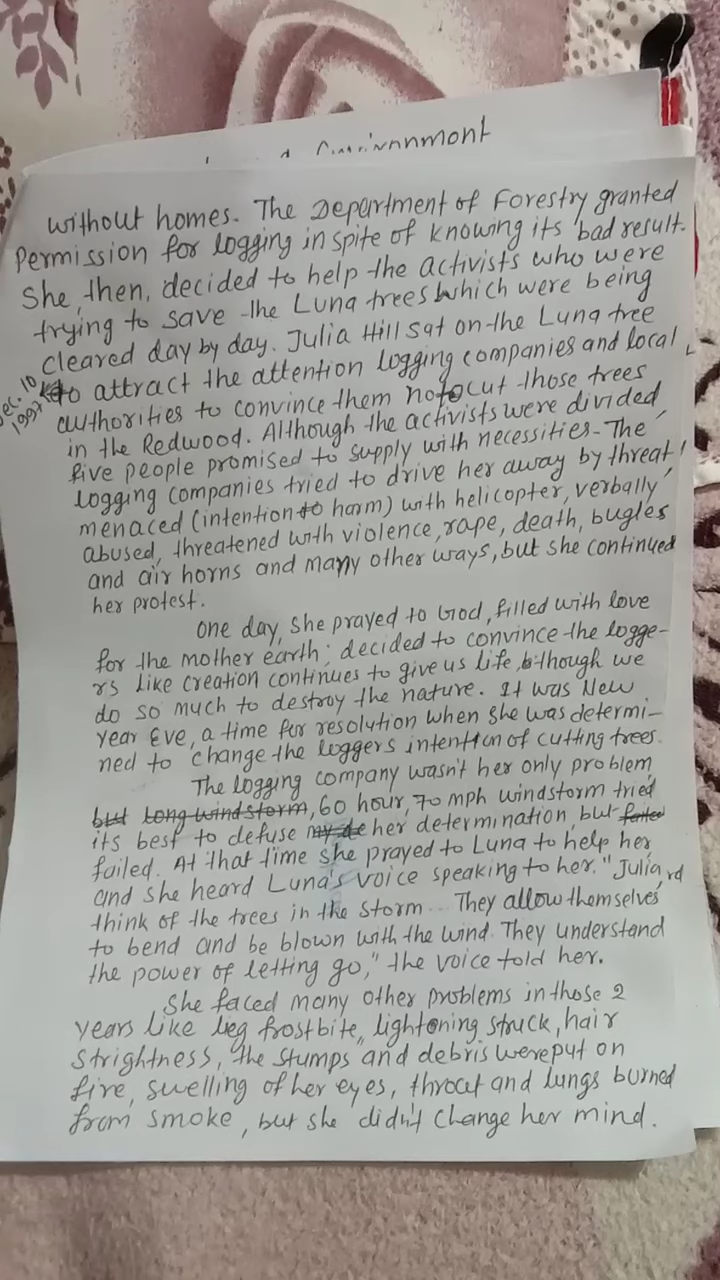 Environment
without homes. The Department of Forestry granted
Permission for logging in spite of knowing its bad result.
She, then, decided to help the activists who were
trying to save the Luna trees which were being
cleared day by day. Julia Hill sat on the Luna tree
Dec. 10 1997
to attract the attention logging companies and local
authorities to convince them not to cut those trees
in the Redwood. Although the activists were divided,
five people promised to supply with necessities. The
logging companies tried to drive her away by threat,
menaced (intention to harm) with helicopter, verbally
abused, threatened with violence, rape, death, bugles
and air horns and many other ways, but she continued
her protest.
One day, she prayed to God, filled with love
for the mother earth; decided to convince the logge-
rs like creation continues to give us life, though we
do so much to destroy the nature. It was New
year Eve, a time for resolution when she was determi-
ned to change the loggers intention of cutting trees.
The logging company wasn't her only problem,
but long windstorm, 60 hour, 70 mph windstorm tried
its best to defuse her determination, but failed
failed. At that time she prayed to Luna to help her
and she heard Luna's voice speaking to her. "Julia,
think of the trees in the storm... They allow themselves
to bend and be blown with the wind. They understand
the power of letting go," the voice told her.
She faced many other problems in those 2
years like leg frostbite, lightening struck, hair
strightness, the stumps and debris were put on
fire, swelling of her eyes, throat and lungs burned
from smoke, but she didn't change her mind.